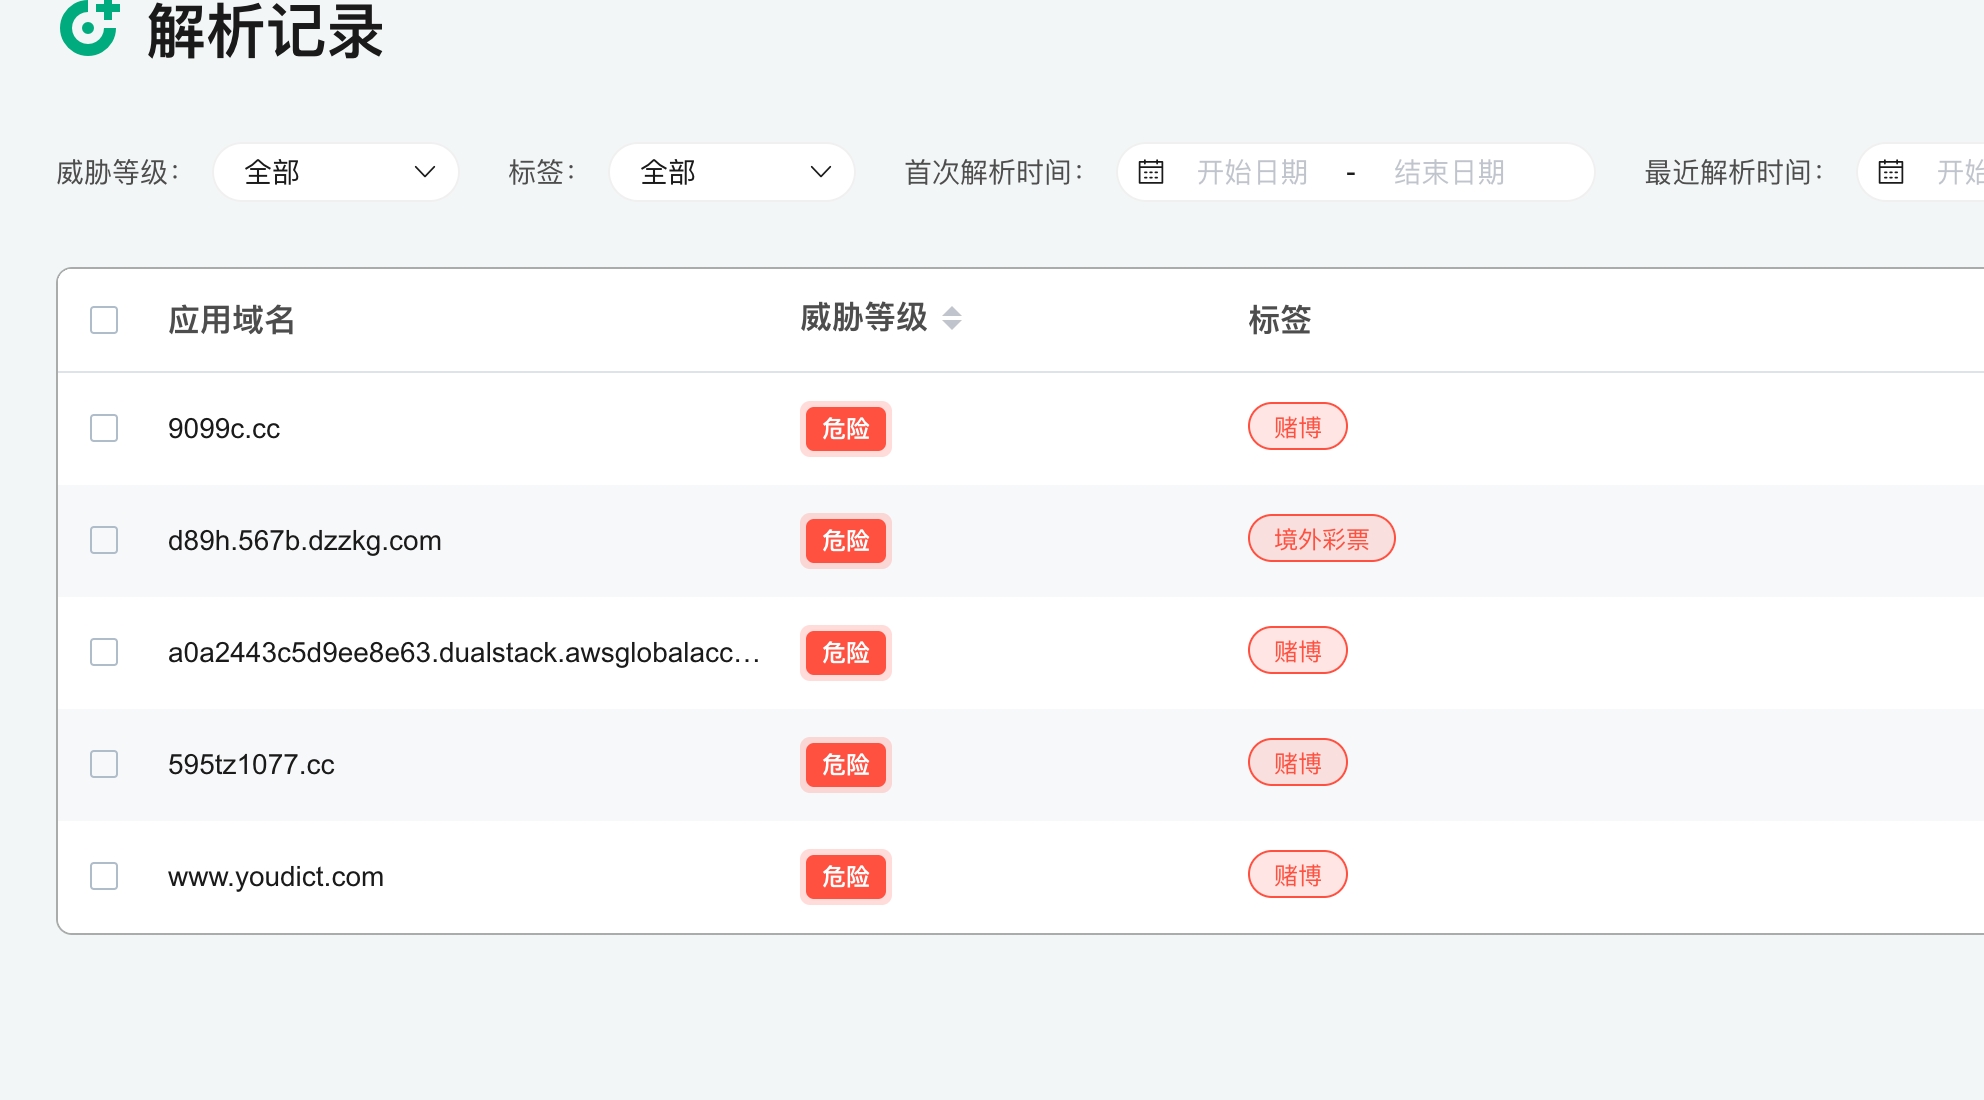 解析记录
威胁等级： 全部 标签： 全部 首次解析时间： 开始日期 - 结束日期 最近解析时间： 开始
应用域名 威胁等级 标签
9099c.cc 危险 赌博
d89h.567b.dzzkg.com 危险 境外彩票
a0a2443c5d9ee8e63.dualstack.awsglobalacc... 危险 赌博
595tz1077.cc 危险 赌博
www.youdict.com 危险 赌博